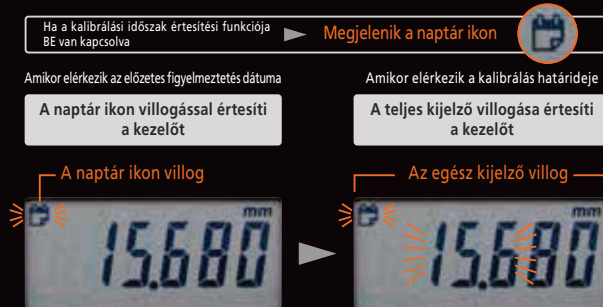 Ha a kalibrálási időszak értesítési funkciója
BE van kapcsolva
Megjelenik a naptár ikon
Amikor elérkezik az előzetes figyelmeztetés dátuma
Amikor elérkezik a kalibrálás határideje
A naptár ikon villogással értesíti
a kezelőt
A teljes kijelző villogása értesíti
a kezelőt
A naptár ikon villog
Az egész kijelző villog
mm
15.680
mm
15.680